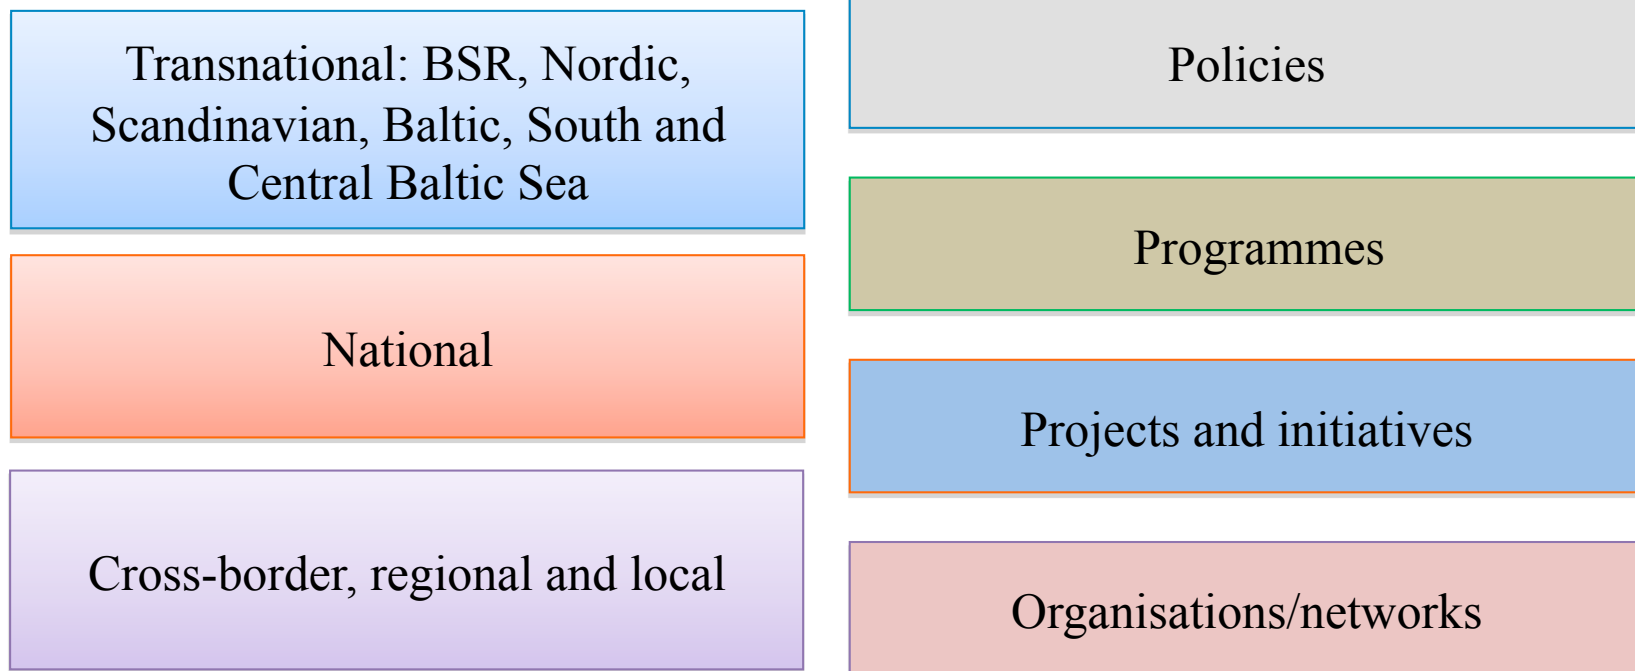 Transnational: BSR, Nordic,
Scandinavian, Baltic, South and
Central Baltic Sea
National
Cross-border, regional and local
Policies
Programmes
Projects and initiatives
Organisations/networks